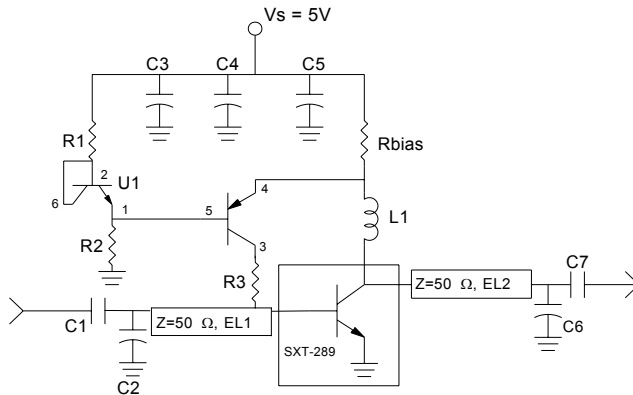 Vs = 5V
C3
C4
C5
R1
Rbias
2
U1
6
4
1
5
L1
R2
3
R3
C7
Z=50 Ω, EL2
Z=50 Ω, EL1
C1
C6
SXT-289
C2